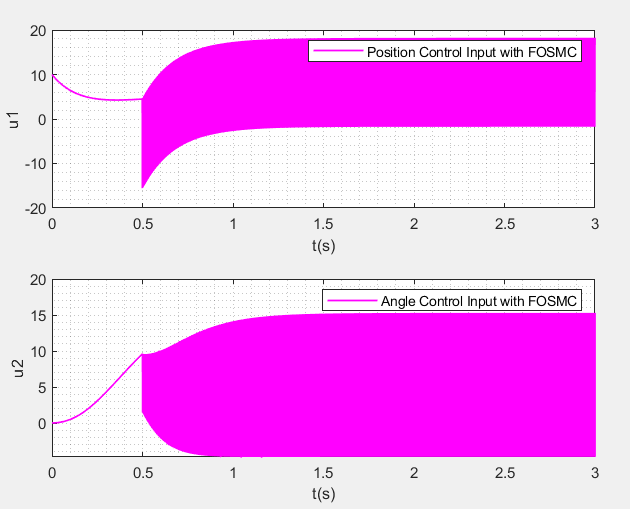 20
Position Control Input with FOSMC
10
0
-10
-20
u1
0 0.5 1 1.5 2 2.5 3
t(s)
20
Angle Control Input with FOSMC
15
10
5
0
u2
0 0.5 1 1.5 2 2.5 3
t(s)